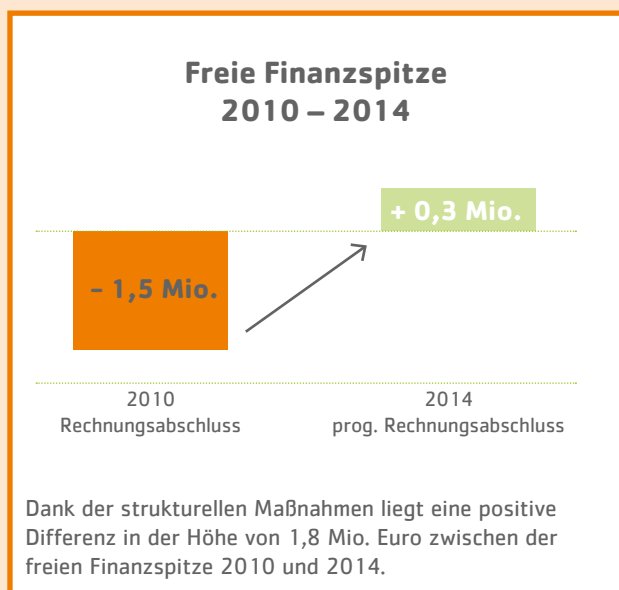 Freie Finanzspitze
2010 – 2014
+ 0,3 Mio.
– 1,5 Mio.
2010
Rechnungsabschluss
2014
prog. Rechnungsabschluss
Dank der strukturellen Maßnahmen liegt eine positive
Differenz in der Höhe von 1,8 Mio. Euro zwischen der
freien Finanzspitze 2010 und 2014.